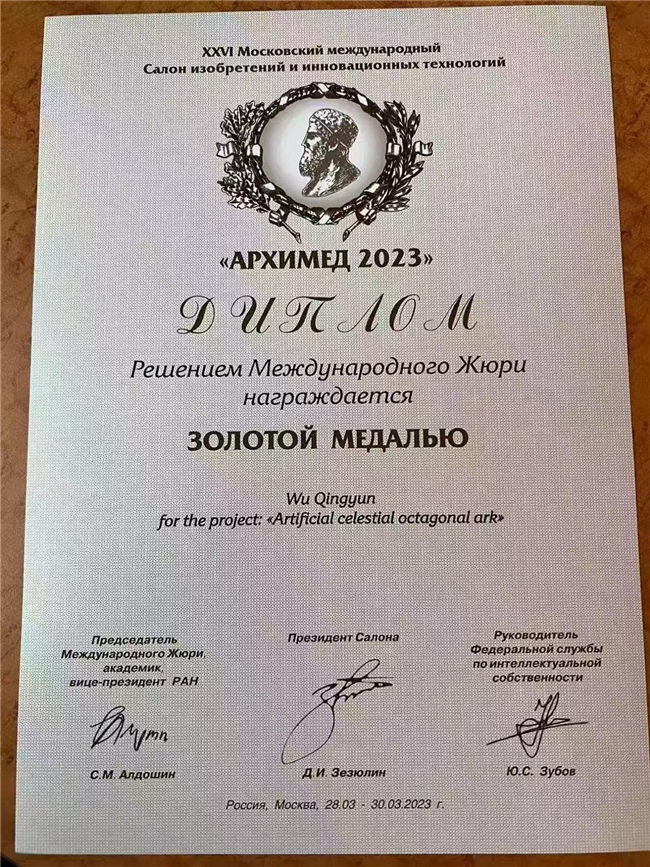 XXVI Московский международный
Салон изобретений и инновационных технологий
«АРХИМЕД 2023»
ДИПЛОМ
Решением Международного Жюри
награждается
ЗОЛОТОЙ МЕДАЛЬЮ
Wu Qingyun
for the project: «Artificial celestial octagonal ark»
Председатель
Международного Жюри,
академик,
вице-президент РАН
С.М. Алдошин
Президент Салона
Д.И. Зезюлин
Руководитель
Федеральной службы
по интеллектуальной
собственности
Ю.С. Зубов
Россия, Москва, 28.03 - 30.03.2023 г.